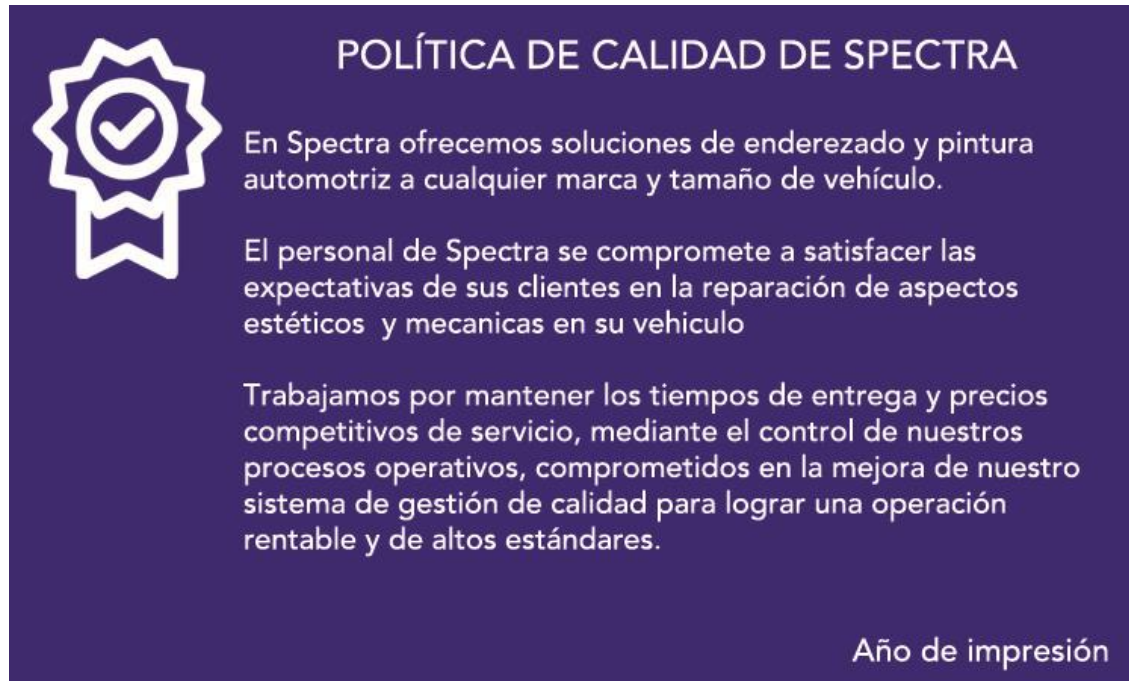 POLÍTICA DE CALIDAD DE SPECTRA
En Spectra ofrecemos soluciones de enderezado y pintura
automotriz a cualquier marca y tamaño de vehículo.
El personal de Spectra se compromete a satisfacer las
expectativas de sus clientes en la reparación de aspectos
estéticos  y mecanicas en su vehiculo
Trabajamos por mantener los tiempos de entrega y precios
competitivos de servicio, mediante el control de nuestros
procesos operativos, comprometidos en la mejora de nuestro
sistema de gestión de calidad para lograr una operación
rentable y de altos estándares.
Año de impresión